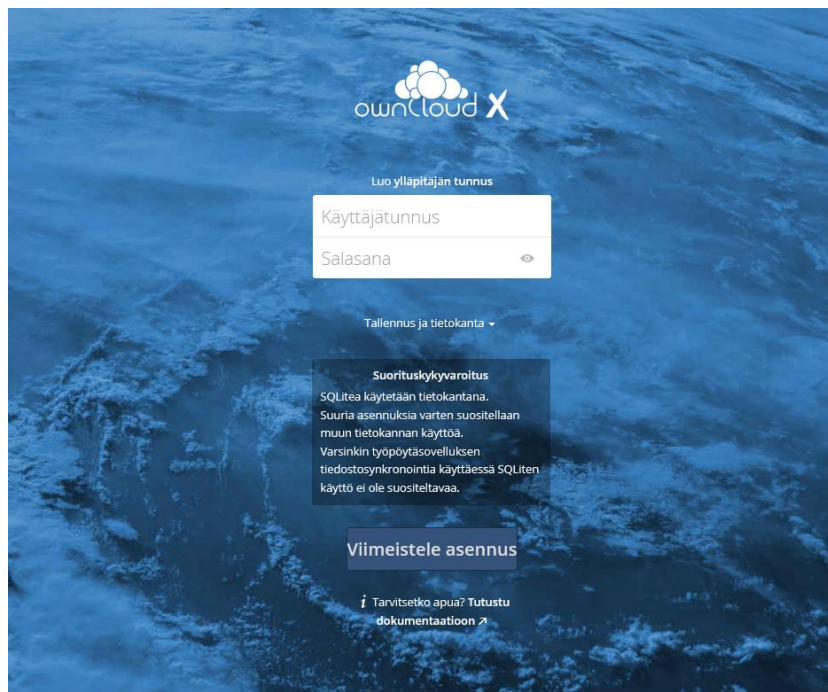 ownCloud X
Luo ylläpitäjän tunnus
Käyttäjätunnus
Salasana
Tallennus ja tietokanta
Suorituskykyvaroitus
SQLitea käytetään tietokantana.
Suuria asennuksia varten suositellaan
muun tietokannan käyttöä.
Varsinkin työpöytäsovelluksen
tiedostosynkronointia käyttäessä SQLiten
käyttö ei ole suositeltavaa.
Viimeistele asennus
i Tarvitsetko apua? Tutustu
dokumentaatioon ↗